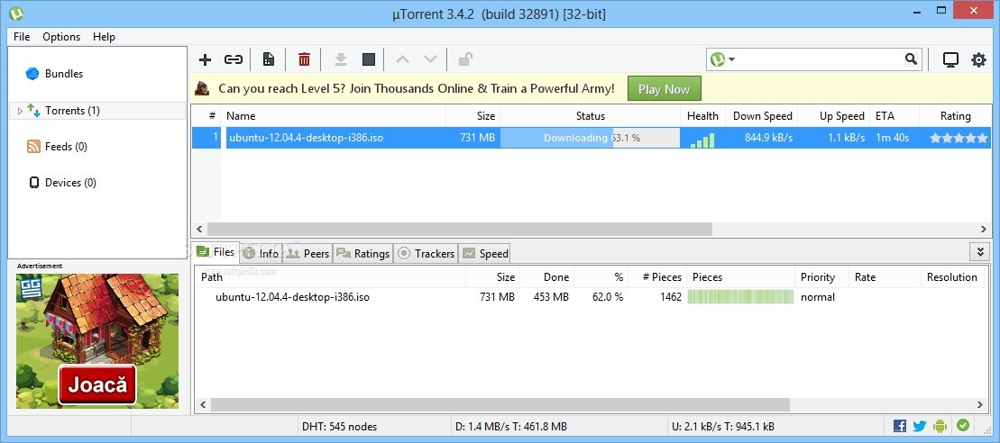 µTorrent 3.4.2 (build 32891) [32-bit]
File Options Help
Bundles
Torrents (1)
Feeds (0)
Devices (0)
Can you reach Level 5? Join Thousands Online & Train a Powerful Army! Play Now
# Name Size Status Health Down Speed Up Speed ETA Rating
1 ubuntu-12.04.4-desktop-i386.iso 731 MB Downloading 63.1 % 844.9 kB/s 1.1 kB/s 1m 40s
Files Info Peers Ratings Trackers Speed
www.softpedia.com
Path Size Done % # Pieces Pieces Priority Rate Resolution
ubuntu-12.04.4-desktop-i386.iso 731 MB 453 MB 62.0 % 1462 normal
Advertisement
GGS
Joacă
DHT: 545 nodes D: 1.4 MB/s T: 461.8 MB U: 2.1 kB/s T: 945.1 kB